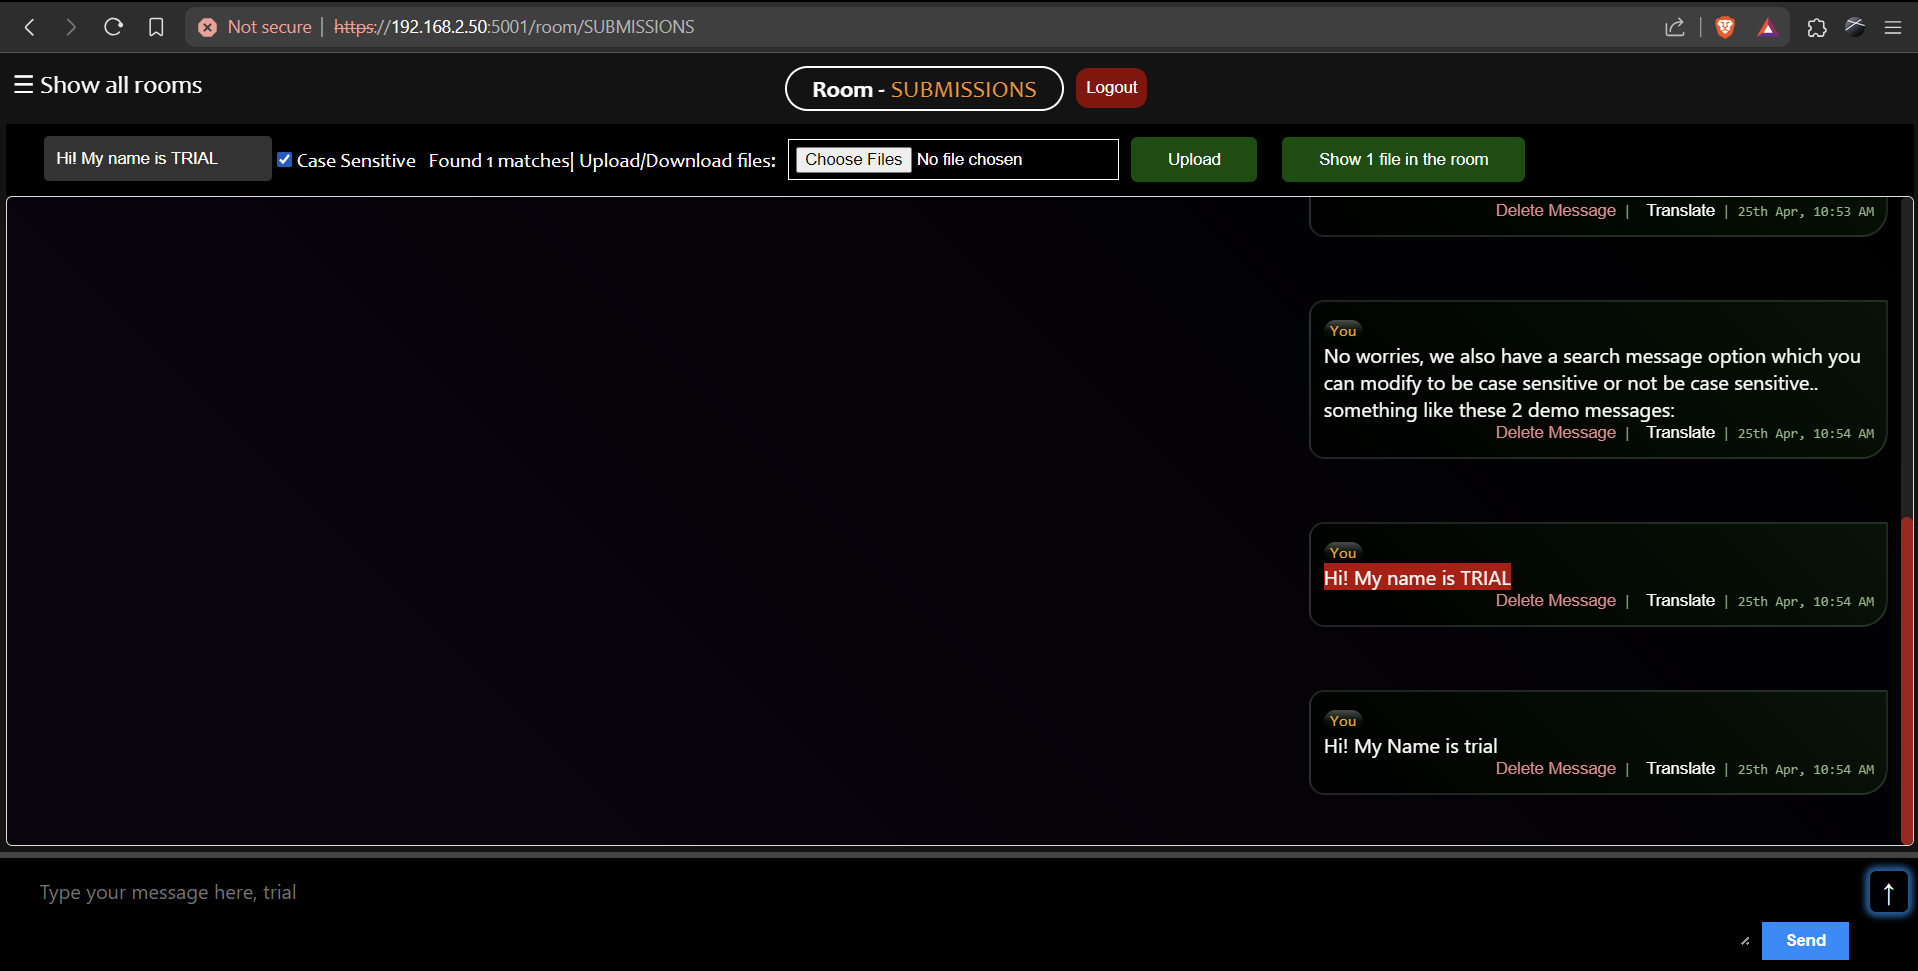 Not secure | https://192.168.2.50:5001/room/SUBMISSIONS
☰ Show all rooms
Room - SUBMISSIONS
Logout
Hi! My name is TRIAL
Case Sensitive Found 1 matches| Upload/Download files:
Choose Files No file chosen
Upload
Show 1 file in the room
Delete Message | Translate | 25th Apr, 10:53 AM
You
No worries, we also have a search message option which you
can modify to be case sensitive or not be case sensitive..
something like these 2 demo messages:
Delete Message | Translate | 25th Apr, 10:54 AM
You
Hi! My name is TRIAL
Delete Message | Translate | 25th Apr, 10:54 AM
You
Hi! My Name is trial
Delete Message | Translate | 25th Apr, 10:54 AM
Type your message here, trial
↑
Send